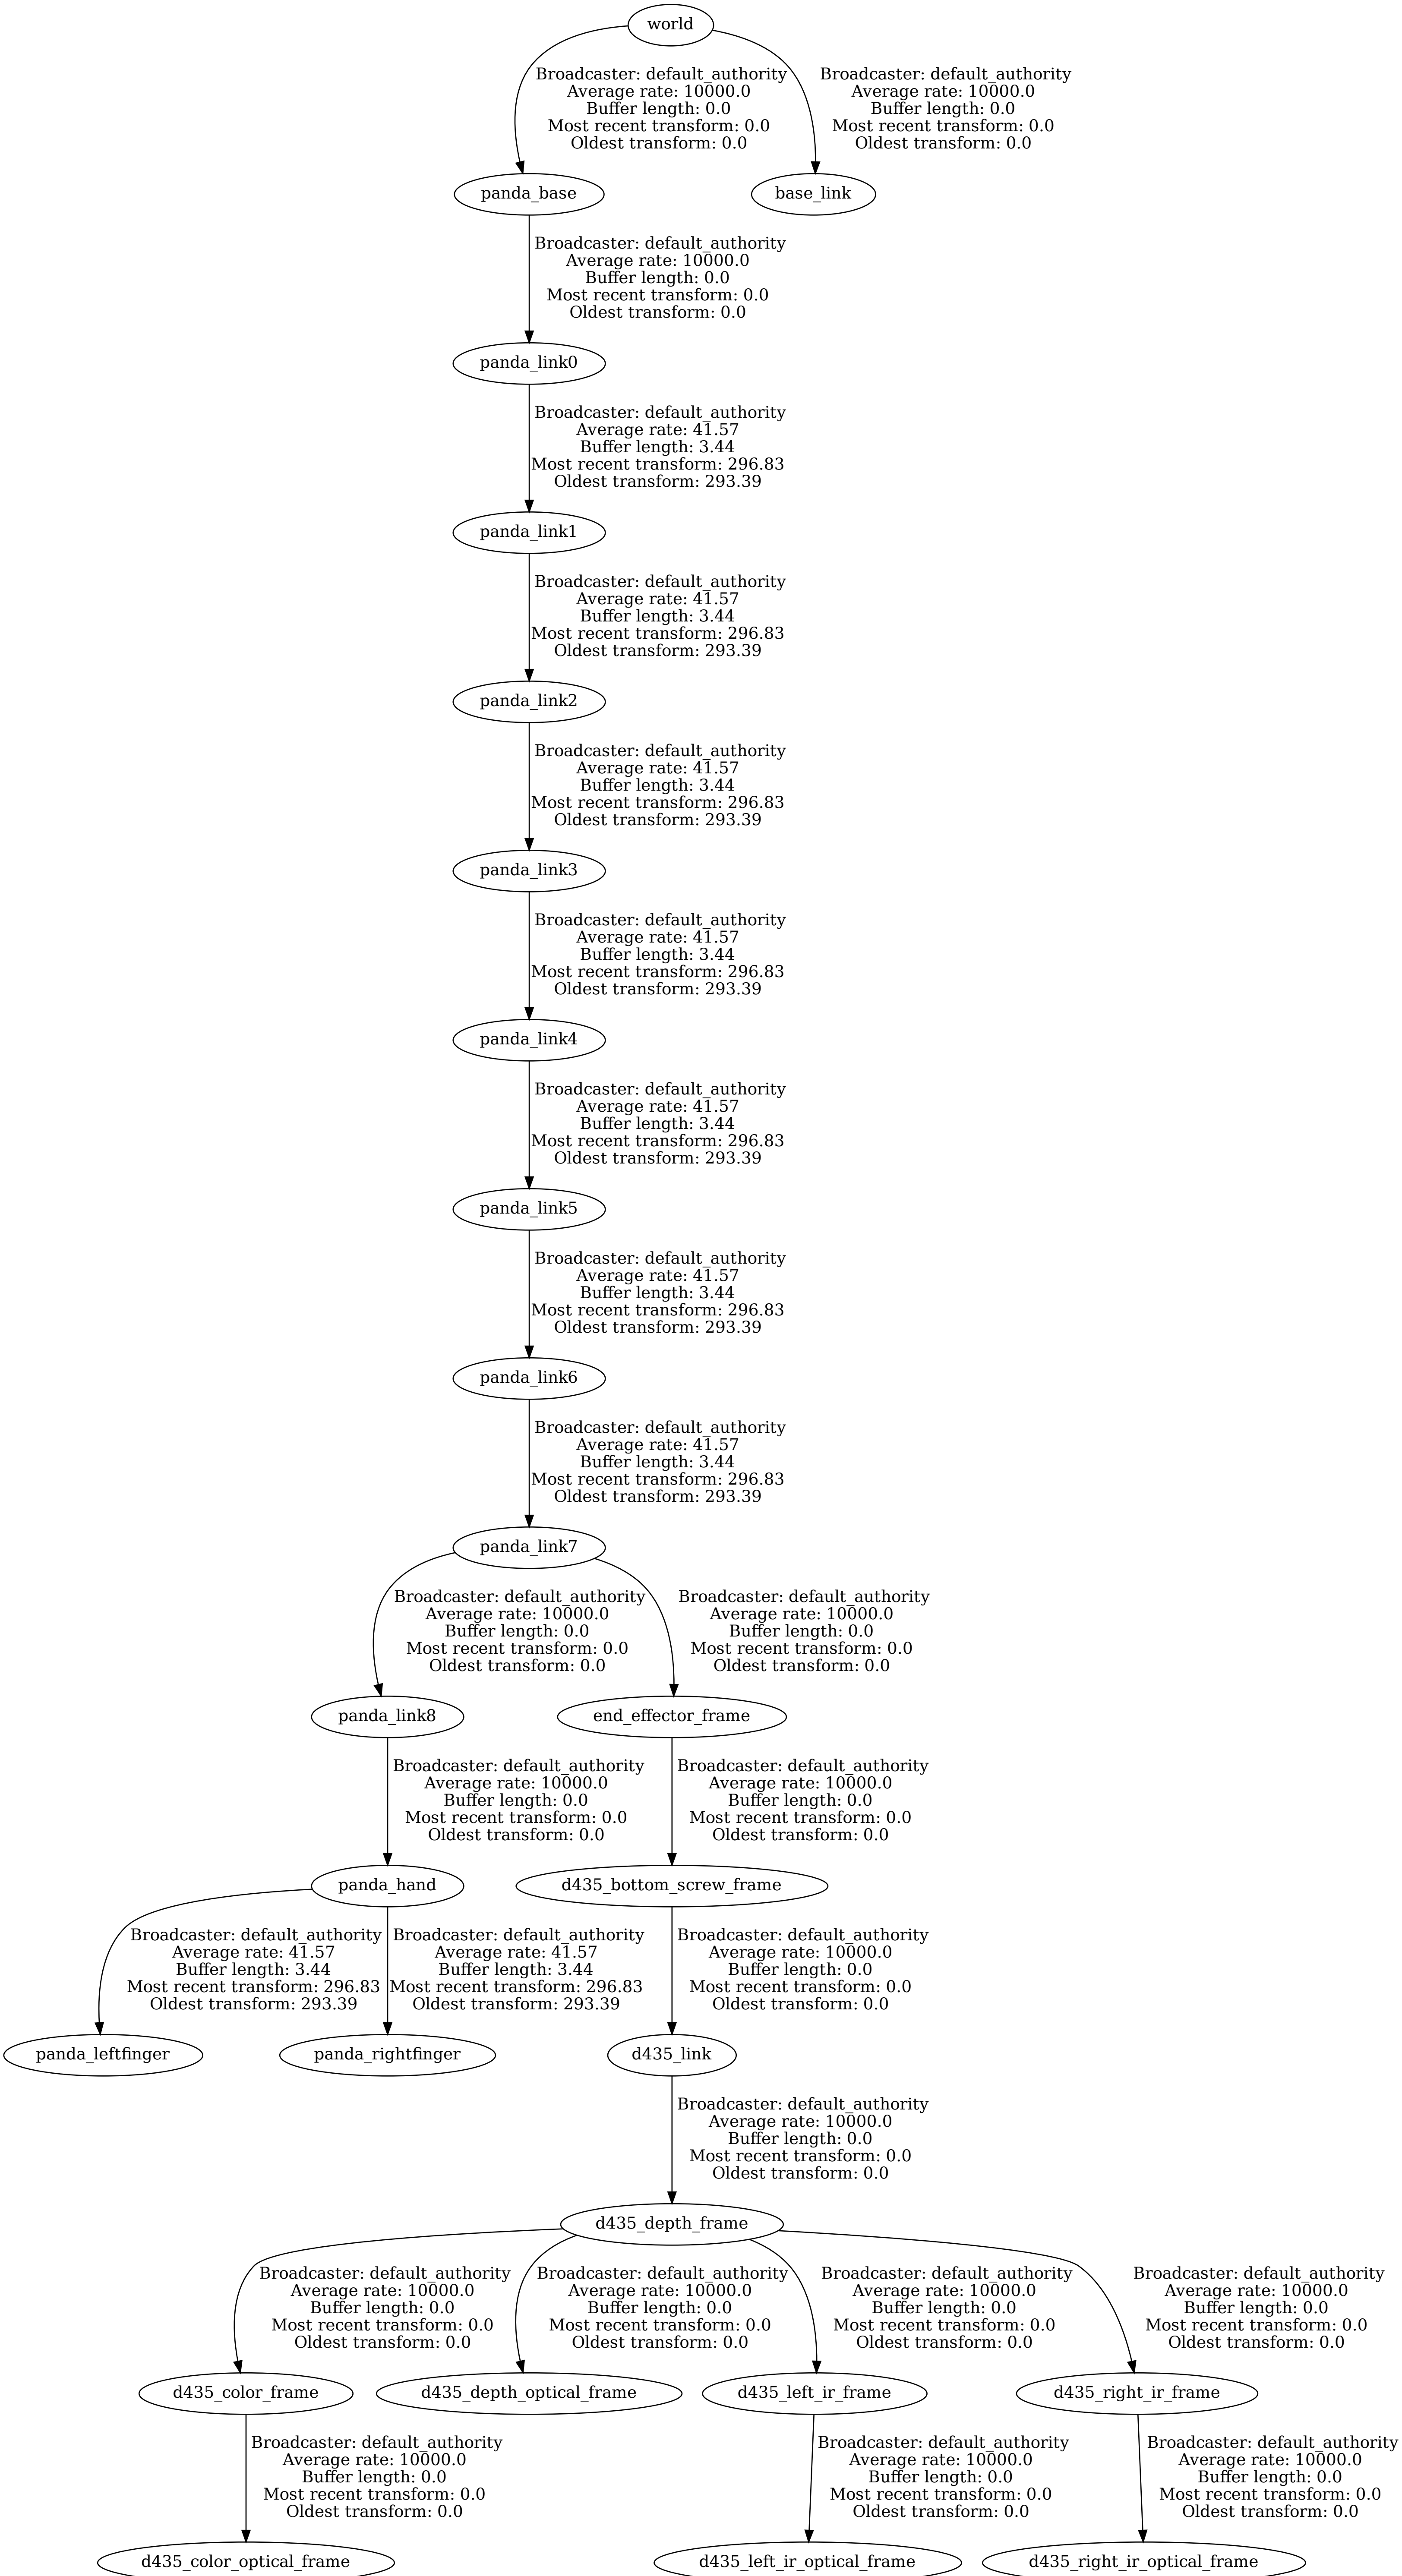 world
Broadcaster: default_authority
Average rate: 10000.0
Buffer length: 0.0
Most recent transform: 0.0
Oldest transform: 0.0
Broadcaster: default_authority
Average rate: 10000.0
Buffer length: 0.0
Most recent transform: 0.0
Oldest transform: 0.0
panda_base
base_link
Broadcaster: default_authority
Average rate: 10000.0
Buffer length: 0.0
Most recent transform: 0.0
Oldest transform: 0.0
panda_link0
Broadcaster: default_authority
Average rate: 41.57
Buffer length: 3.44
Most recent transform: 296.83
Oldest transform: 293.39
panda_link1
Broadcaster: default_authority
Average rate: 41.57
Buffer length: 3.44
Most recent transform: 296.83
Oldest transform: 293.39
panda_link2
Broadcaster: default_authority
Average rate: 41.57
Buffer length: 3.44
Most recent transform: 296.83
Oldest transform: 293.39
panda_link3
Broadcaster: default_authority
Average rate: 41.57
Buffer length: 3.44
Most recent transform: 296.83
Oldest transform: 293.39
panda_link4
Broadcaster: default_authority
Average rate: 41.57
Buffer length: 3.44
Most recent transform: 296.83
Oldest transform: 293.39
panda_link5
Broadcaster: default_authority
Average rate: 41.57
Buffer length: 3.44
Most recent transform: 296.83
Oldest transform: 293.39
panda_link6
Broadcaster: default_authority
Average rate: 41.57
Buffer length: 3.44
Most recent transform: 296.83
Oldest transform: 293.39
panda_link7
Broadcaster: default_authority
Average rate: 10000.0
Buffer length: 0.0
Most recent transform: 0.0
Oldest transform: 0.0
Broadcaster: default_authority
Average rate: 10000.0
Buffer length: 0.0
Most recent transform: 0.0
Oldest transform: 0.0
panda_link8
end_effector_frame
Broadcaster: default_authority
Average rate: 10000.0
Buffer length: 0.0
Most recent transform: 0.0
Oldest transform: 0.0
Broadcaster: default_authority
Average rate: 10000.0
Buffer length: 0.0
Most recent transform: 0.0
Oldest transform: 0.0
panda_hand
d435_bottom_screw_frame
Broadcaster: default_authority
Average rate: 41.57
Buffer length: 3.44
Most recent transform: 296.83
Oldest transform: 293.39
Broadcaster: default_authority
Average rate: 41.57
Buffer length: 3.44
Most recent transform: 296.83
Oldest transform: 293.39
Broadcaster: default_authority
Average rate: 10000.0
Buffer length: 0.0
Most recent transform: 0.0
Oldest transform: 0.0
panda_leftfinger
panda_rightfinger
d435_link
Broadcaster: default_authority
Average rate: 10000.0
Buffer length: 0.0
Most recent transform: 0.0
Oldest transform: 0.0
d435_depth_frame
Broadcaster: default_authority
Average rate: 10000.0
Buffer length: 0.0
Most recent transform: 0.0
Oldest transform: 0.0
Broadcaster: default_authority
Average rate: 10000.0
Buffer length: 0.0
Most recent transform: 0.0
Oldest transform: 0.0
Broadcaster: default_authority
Average rate: 10000.0
Buffer length: 0.0
Most recent transform: 0.0
Oldest transform: 0.0
Broadcaster: default_authority
Average rate: 10000.0
Buffer length: 0.0
Most recent transform: 0.0
Oldest transform: 0.0
d435_color_frame
d435_depth_optical_frame
d435_left_ir_frame
d435_right_ir_frame
Broadcaster: default_authority
Average rate: 10000.0
Buffer length: 0.0
Most recent transform: 0.0
Oldest transform: 0.0
Broadcaster: default_authority
Average rate: 10000.0
Buffer length: 0.0
Most recent transform: 0.0
Oldest transform: 0.0
Broadcaster: default_authority
Average rate: 10000.0
Buffer length: 0.0
Most recent transform: 0.0
Oldest transform: 0.0
d435_color_optical_frame
d435_left_ir_optical_frame
d435_right_ir_optical_frame